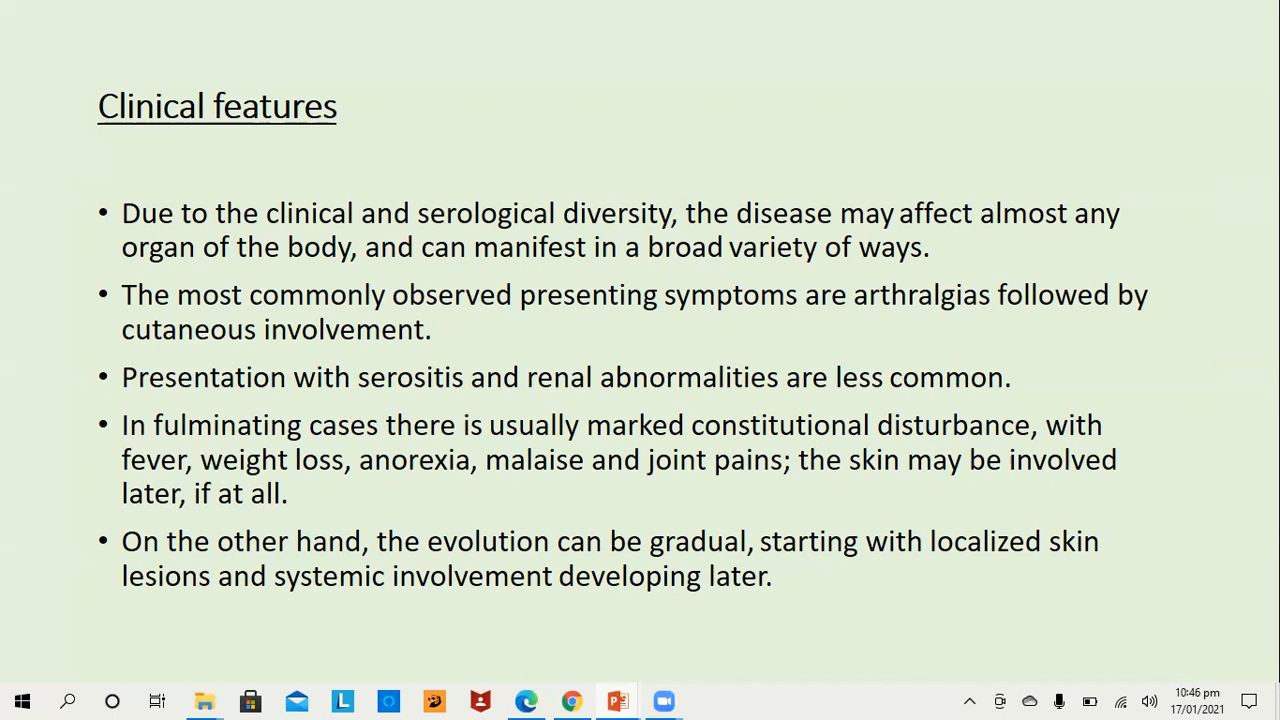 Clinical features
• Due to the clinical and serological diversity, the disease may affect almost any
organ of the body, and can manifest in a broad variety of ways.
• The most commonly observed presenting symptoms are arthralgias followed by
cutaneous involvement.
• Presentation with serositis and renal abnormalities are less common.
• In fulminating cases there is usually marked constitutional disturbance, with
fever, weight loss, anorexia, malaise and joint pains; the skin may be involved
later, if at all.
• On the other hand, the evolution can be gradual, starting with localized skin
lesions and systemic involvement developing later.
L
10:46 pm
17/01/2021